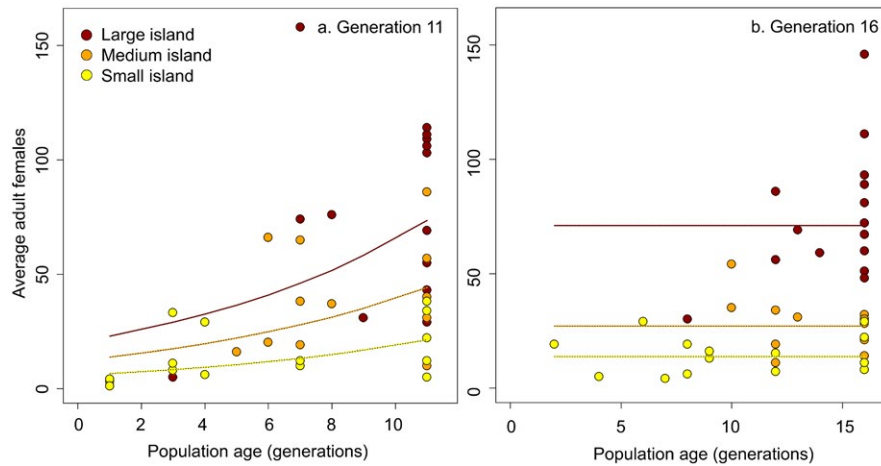 Large island
Medium island
Small island
a. Generation 11
b. Generation 16
150
100
50
0
150
100
50
0
Average adult females
0 2 4 6 8 10
0 5 10 15
Population age (generations)
Population age (generations)